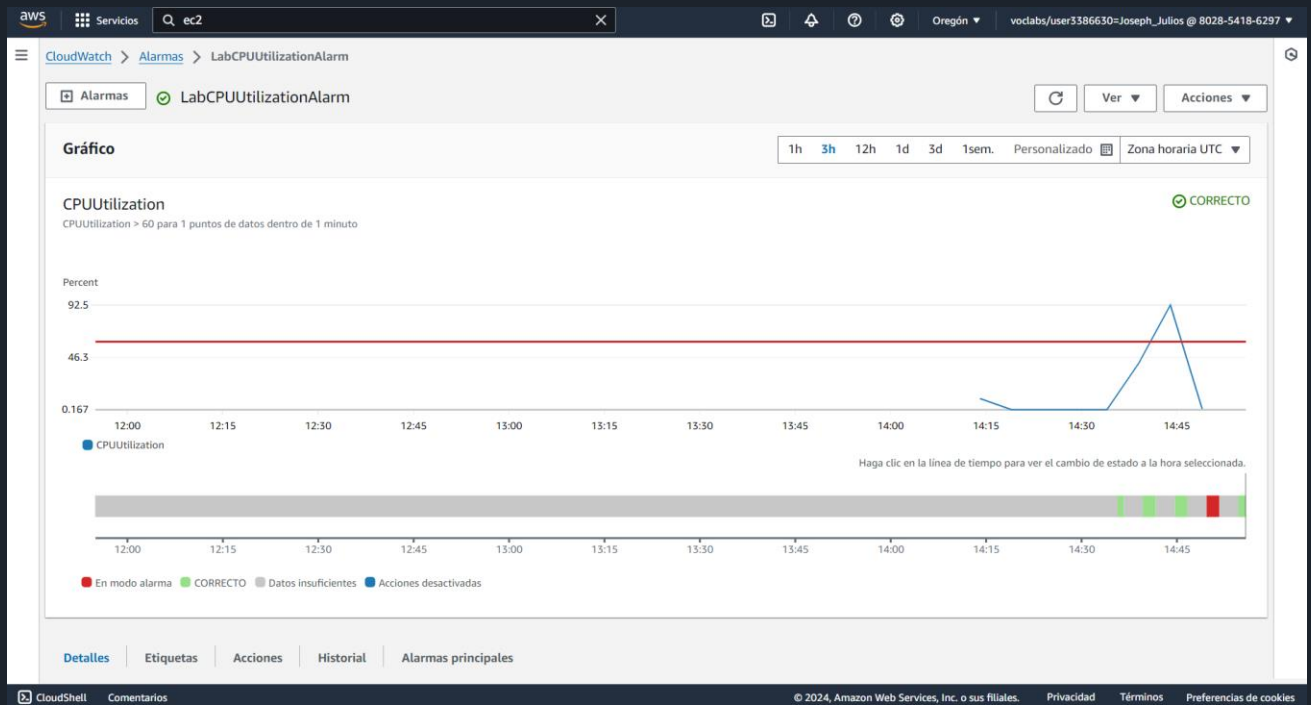 aws Servicios ec2 Oregón voclabs/user3386630=Joseph_Julios @ 8028-5418-6297
CloudWatch > Alarmas > LabCPUUtilizationAlarm
Alarmas LabCPUUtilizationAlarm Ver Acciones
Gráfico 1h 3h 12h 1d 3d 1sem. Personalizado Zona horaria UTC
CPUUtilization CORRECTO
CPUUtilization > 60 para 1 puntos de datos dentro de 1 minuto
Percent
92.5
46.3
0.167
12:00 12:15 12:30 12:45 13:00 13:15 13:30 13:45 14:00 14:15 14:30 14:45
CPUUtilization
Haga clic en la línea de tiempo para ver el cambio de estado a la hora seleccionada.
12:00 12:15 12:30 12:45 13:00 13:15 13:30 13:45 14:00 14:15 14:30 14:45
En modo alarma CORRECTO Datos insuficientes Acciones desactivadas
Detalles Etiquetas Acciones Historial Alarmas principales
CloudShell Comentarios © 2024, Amazon Web Services, Inc. o sus filiales. Privacidad Términos Preferencias de cookies